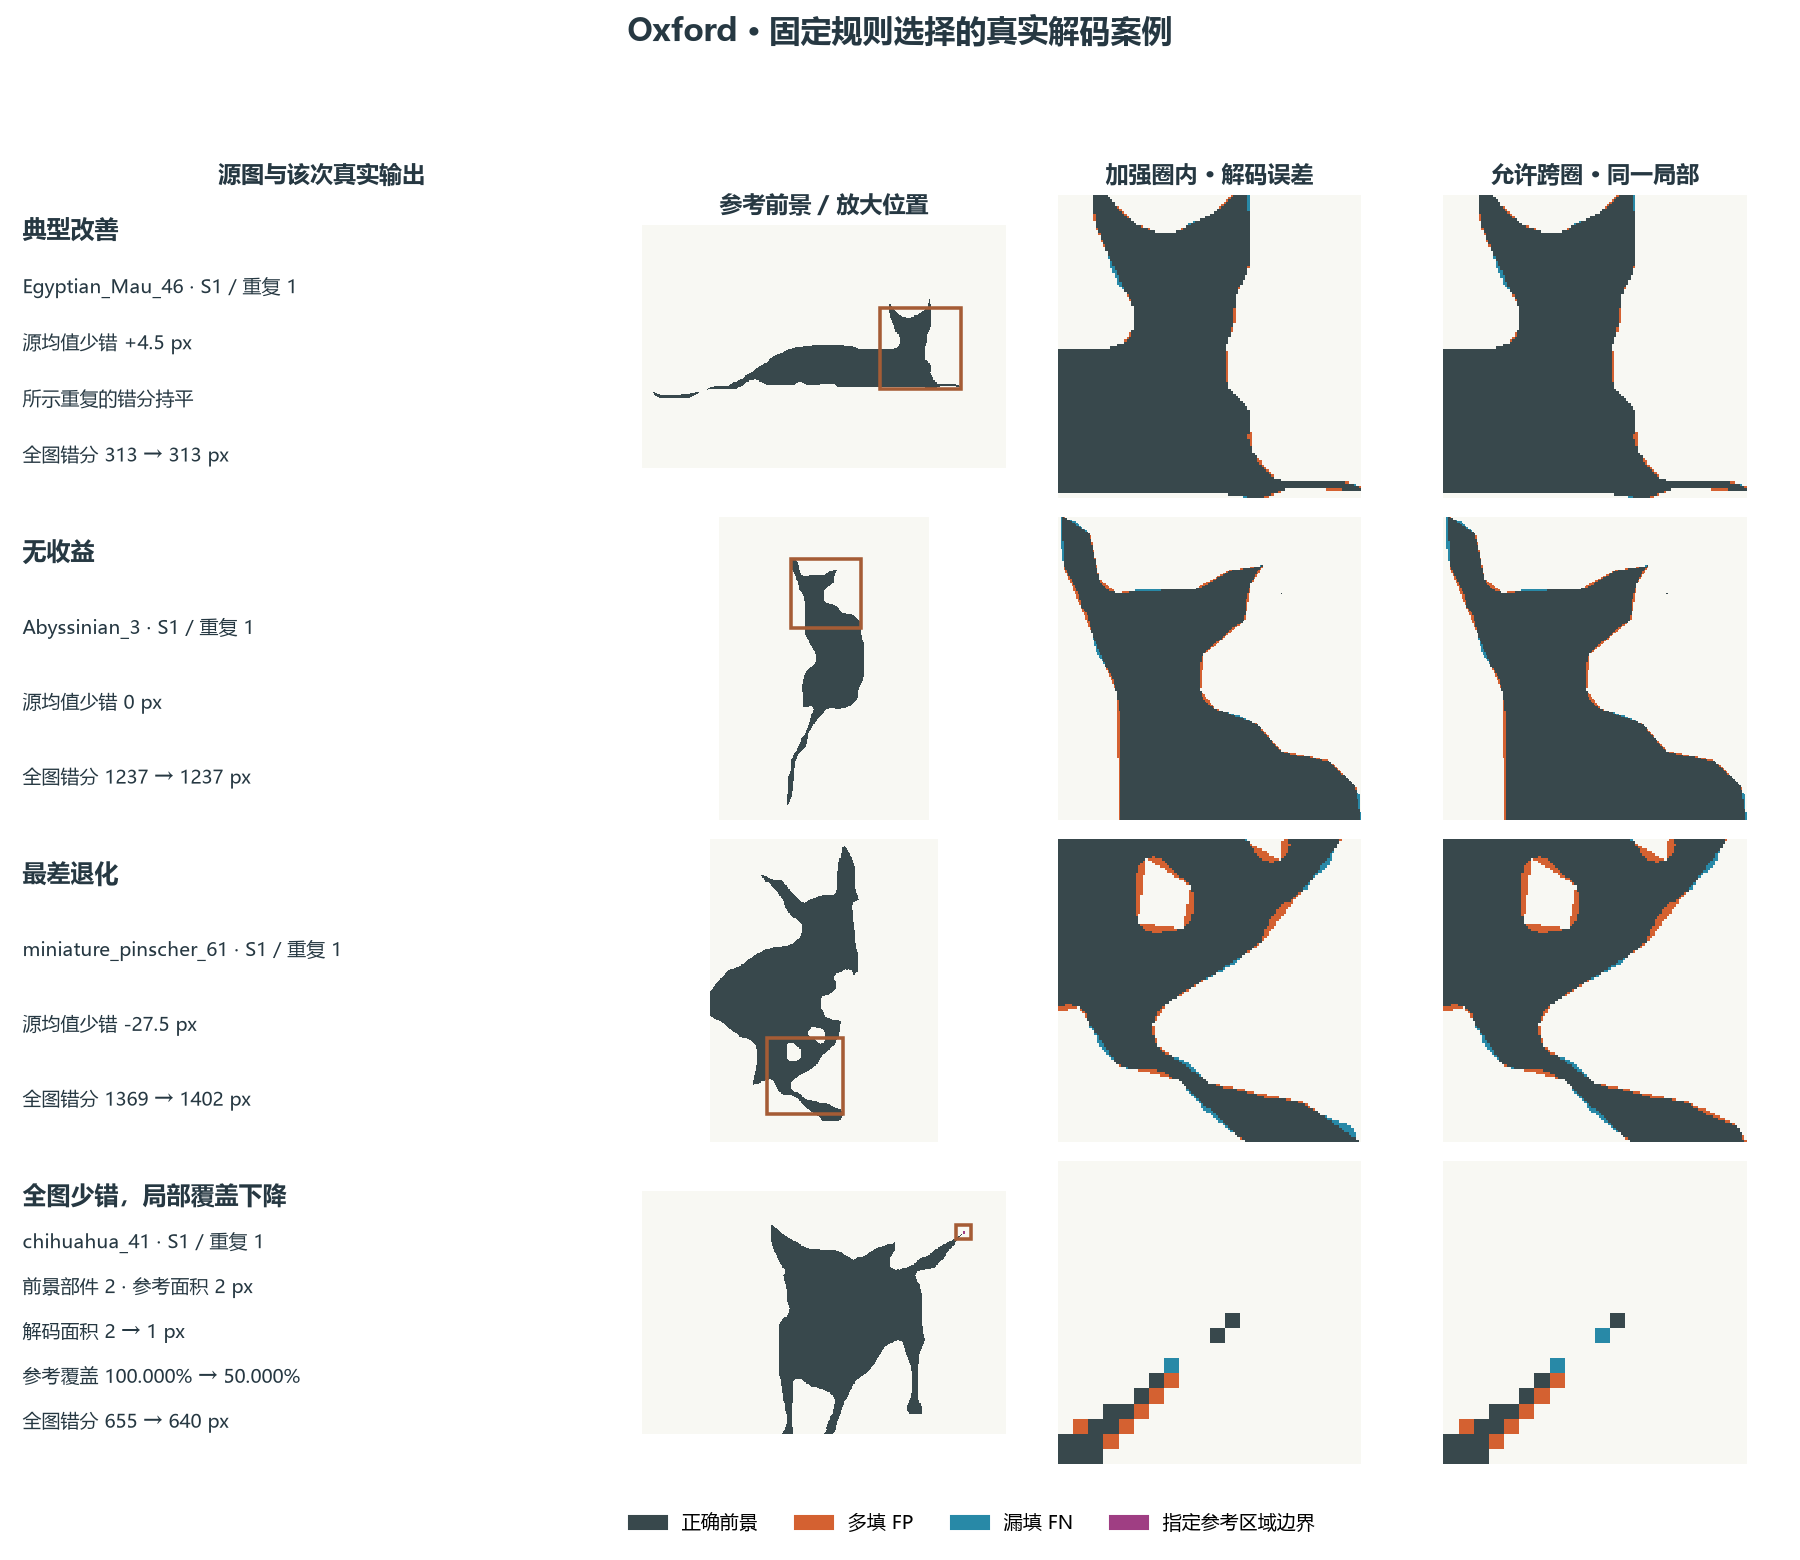 Oxford • 固定规则选择的真实解码案例
源图与该次真实输出
参考前景 / 放大位置
加强圈内 • 解码误差
允许跨圈 • 同一局部
典型改善
Egyptian_Mau_46 · S1 / 重复 1
源均值少错 +4.5 px
所示重复的错分持平
全图错分 313 → 313 px
无收益
Abyssinian_3 · S1 / 重复 1
源均值少错 0 px
全图错分 1237 → 1237 px
最差退化
miniature_pinscher_61 · S1 / 重复 1
源均值少错 -27.5 px
全图错分 1369 → 1402 px
全图少错，局部覆盖下降
chihuahua_41 · S1 / 重复 1
前景部件 2 · 参考面积 2 px
解码面积 2 → 1 px
参考覆盖 100.000% → 50.000%
全图错分 655 → 640 px
正确前景
多填 FP
漏填 FN
指定参考区域边界